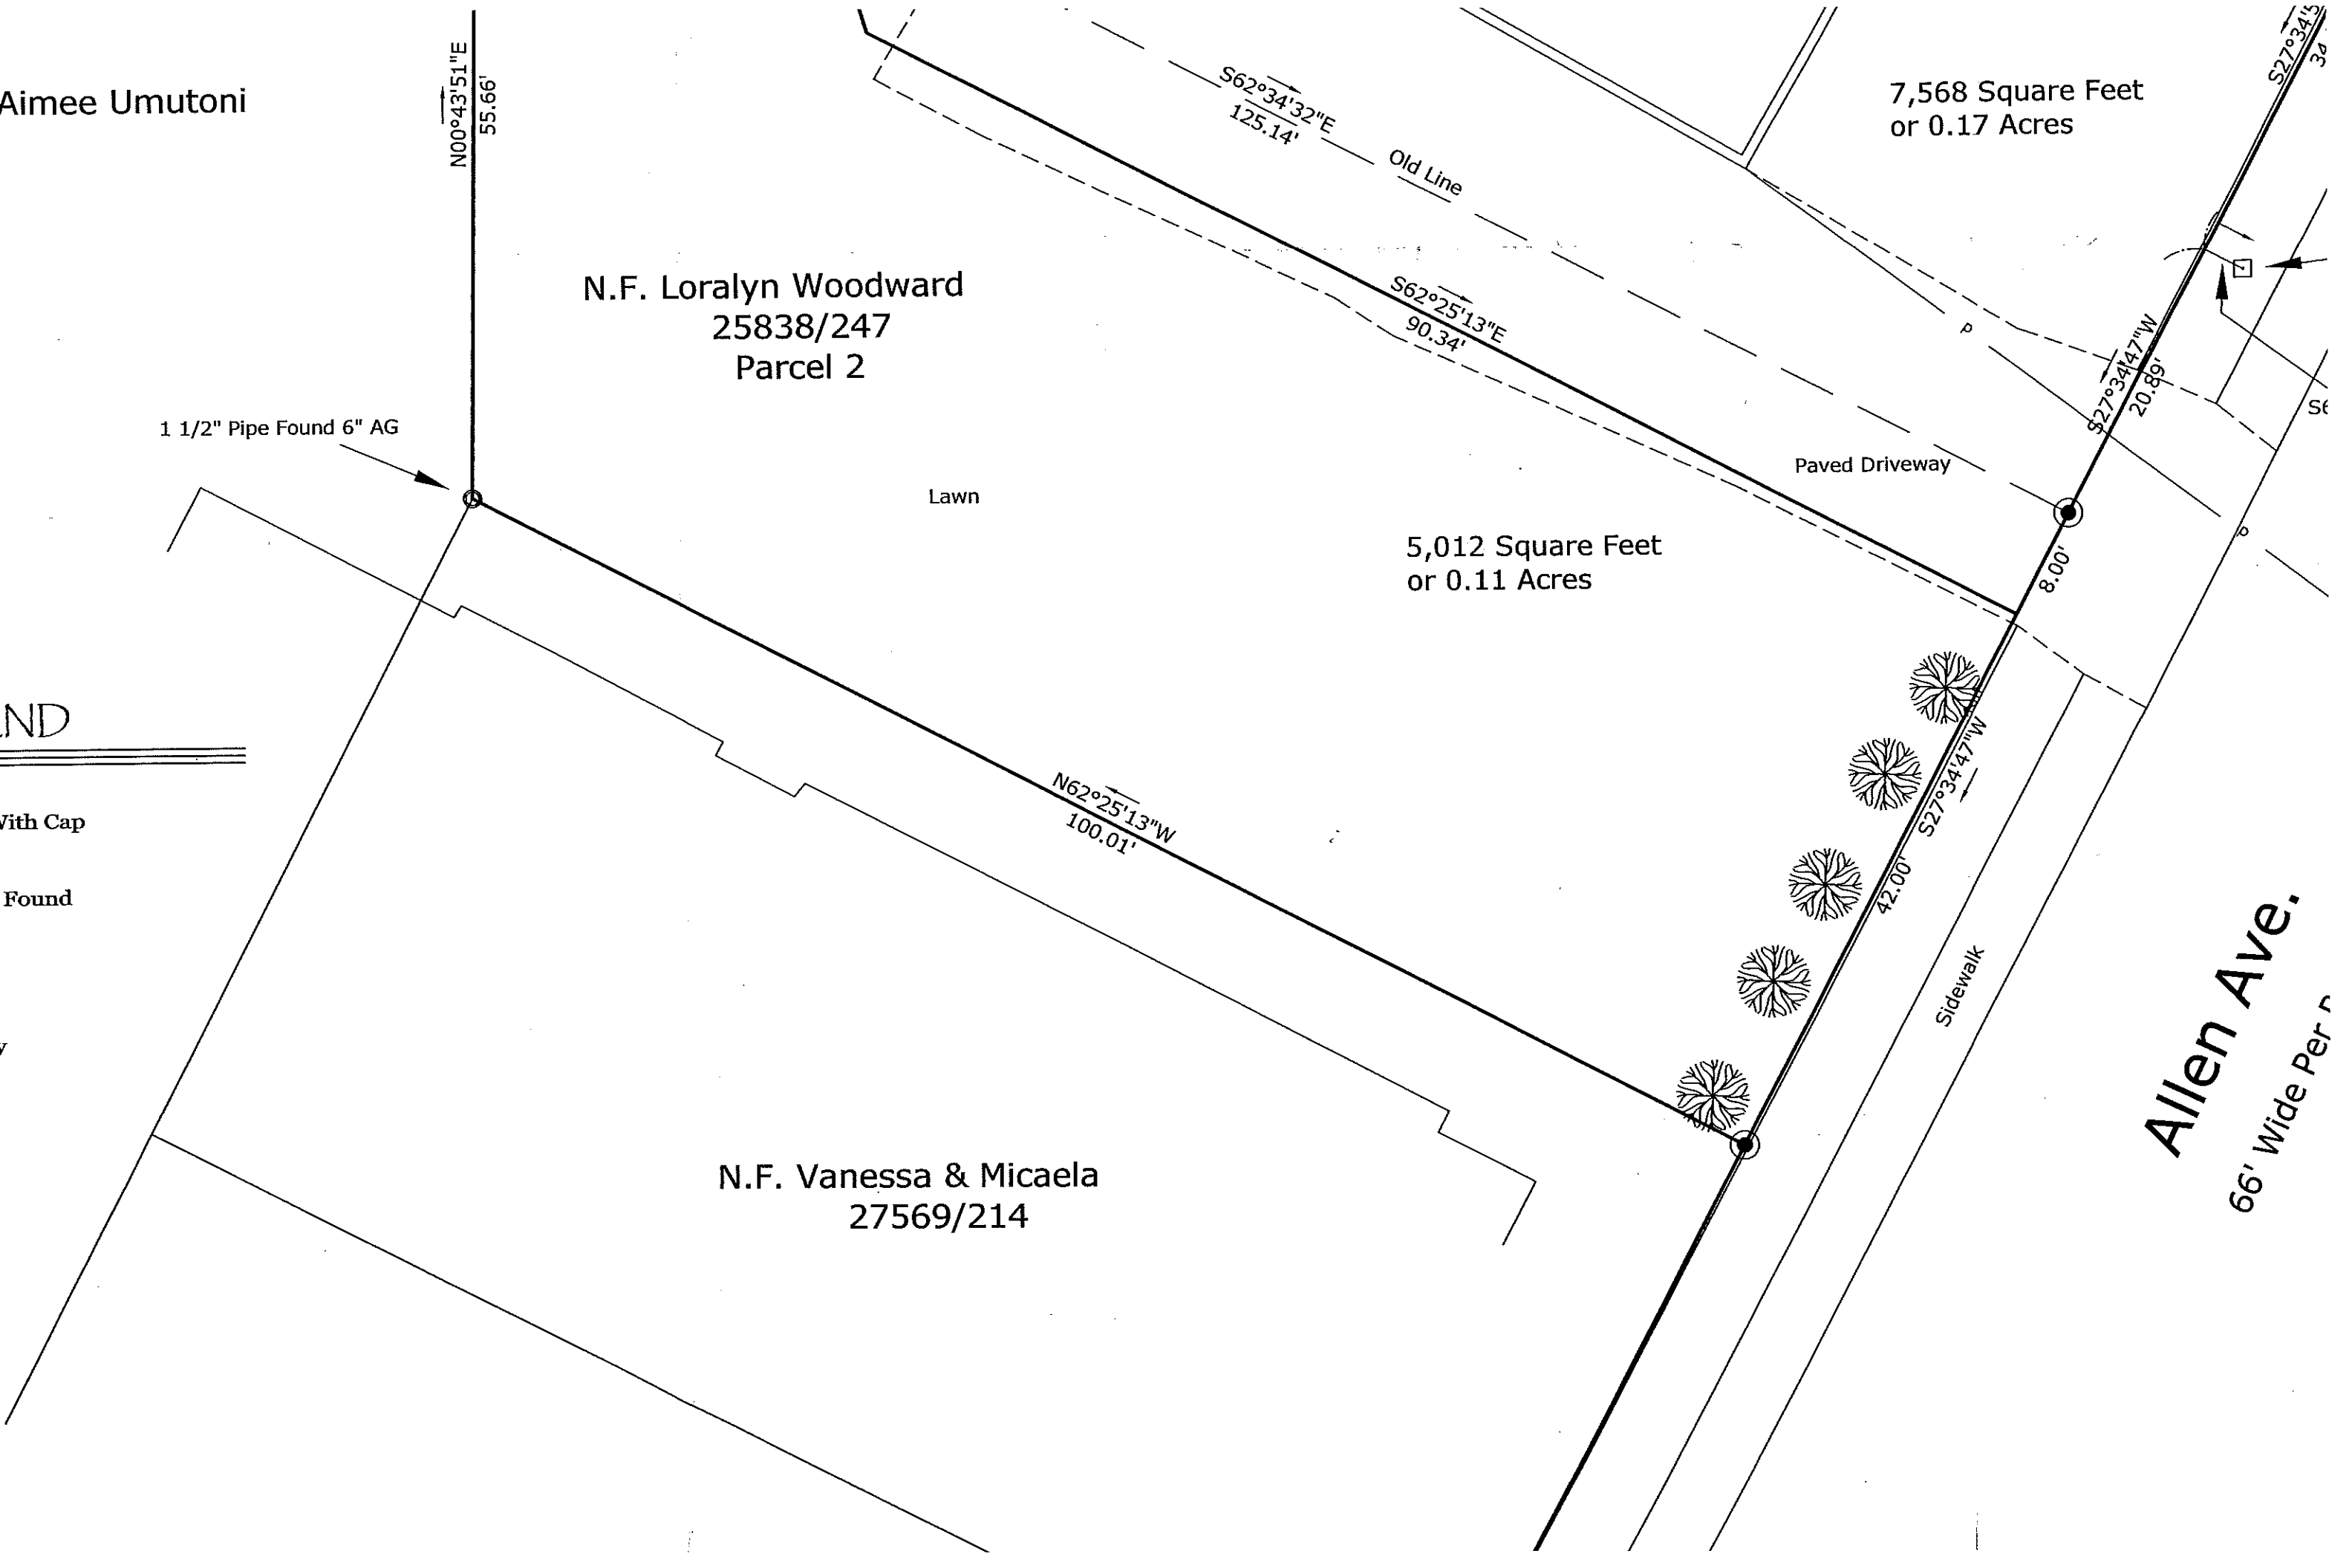 Aimee Umutoni
N00°43'51"E
55.66'
S62°34'32"E
125.14'
Old Line
7,568 Square Feet
or 0.17 Acres
N.F. Loralyn Woodward
25838/247
Parcel 2
S62°25'13"E
90.34'
P
S27°34'47"W
20.89'
1 1/2" Pipe Found 6" AG
Lawn
Paved Driveway
P
5,012 Square Feet
or 0.11 Acres
8.00'
S27°34'47"W
42.00'
N62°25'13"W
100.01'
With Cap
Found
Sidewalk
Allen Ave.
66' Wide Per
N.F. Vanessa & Micaela
27569/214